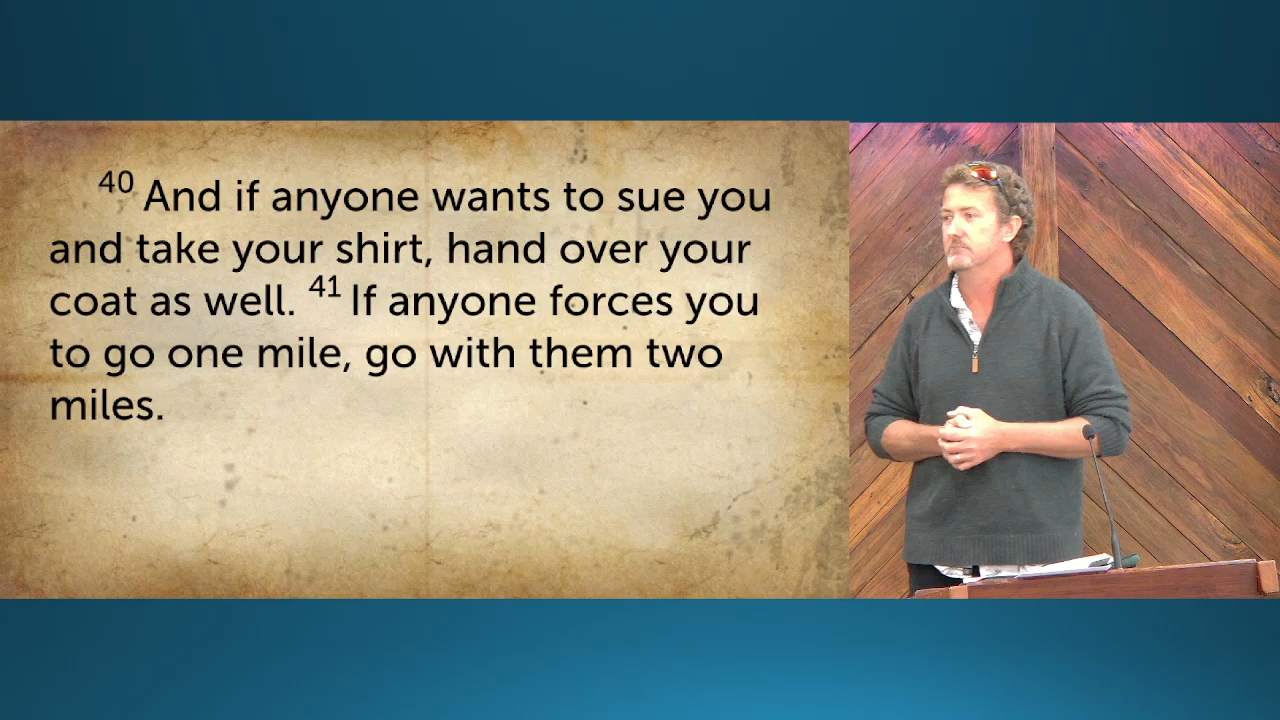 40 And if anyone wants to sue you
and take your shirt, hand over your
coat as well. 41 If anyone forces you
to go one mile, go with them two
miles.